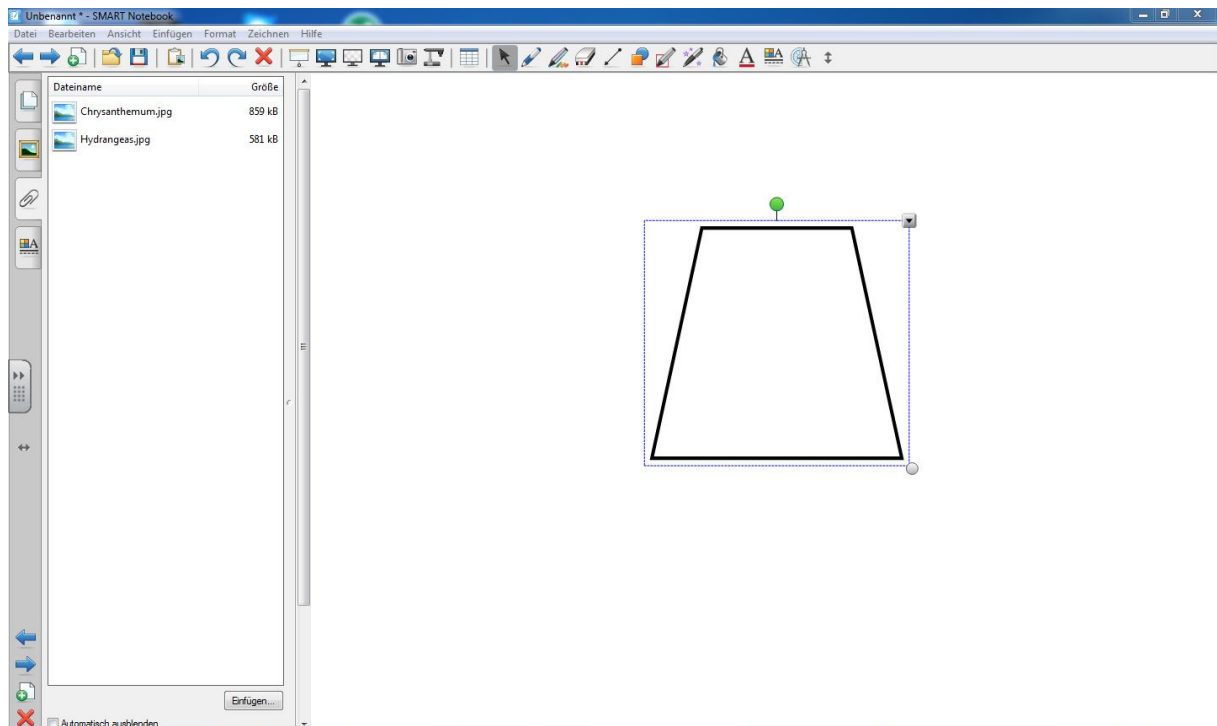 Unbenannt * - SMART Notebook
Datei Bearbeiten Ansicht Einfügen Format Zeichnen Hilfe
Dateiname Größe
Chrysanthemum.jpg 859 kB
Hydrangeas.jpg 581 kB
Einfügen...
Automatisch ausblenden